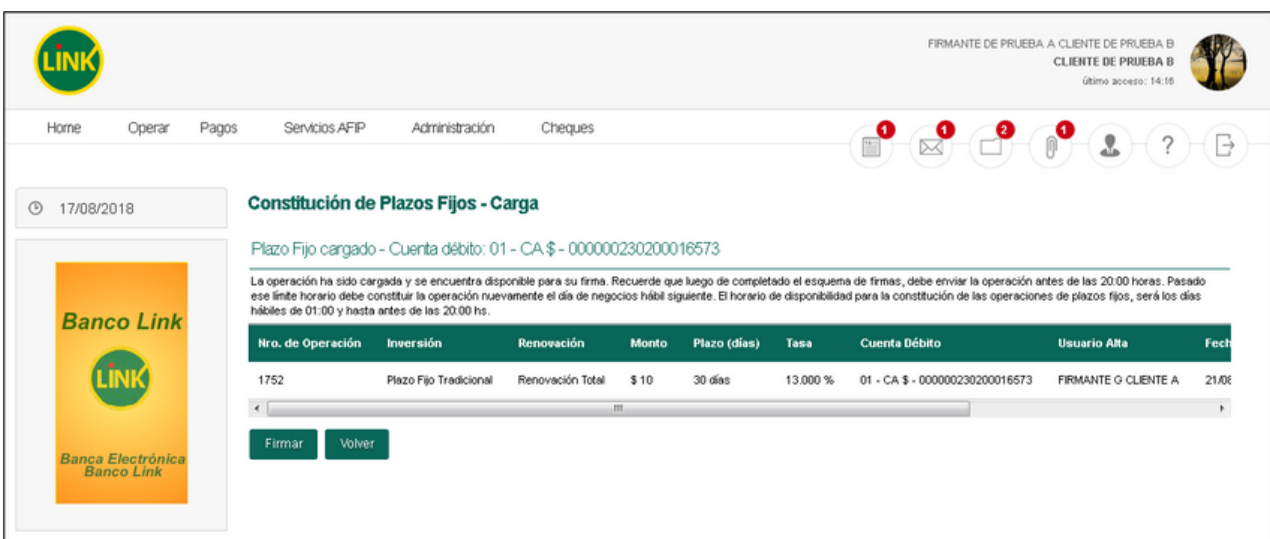 LINK
FIRMANTE DE PRUEBA A CLIENTE DE PRUEBA B
CLIENTE DE PRUEBA B
último acceso: 14:16
Home Operar Pagos Servicios AFIP Administración Cheques
1 1 2 1 ?
17/08/2018
Constitución de Plazos Fijos - Carga
Plazo Fijo cargado - Cuenta débito: 01 - CA $ - 000000230200016573
La operación ha sido cargada y se encuentra disponible para su firma. Recuerde que luego de completado el esquema de firmas, debe enviar la operación antes de las 20:00 horas. Pasado
ese límite horario debe constituir la operación nuevamente el día de negocios hábil siguiente. El horario de disponibilidad para la constitución de las operaciones de plazos fijos, será los días
hábiles de 01:00 y hasta antes de las 20:00 hs.
Nro. de Operación Inversión Renovación Monto Plazo (días) Tasa Cuenta Débito Usuario Alta Fech
1752 Plazo Fijo Tradicional Renovación Total $ 10 30 días 13.000 % 01 - CA $ - 000000230200016573 FIRMANTE G CLIENTE A 21/08
Firmar Volver
Banco Link
LINK
Banca Electrónica
Banco Link